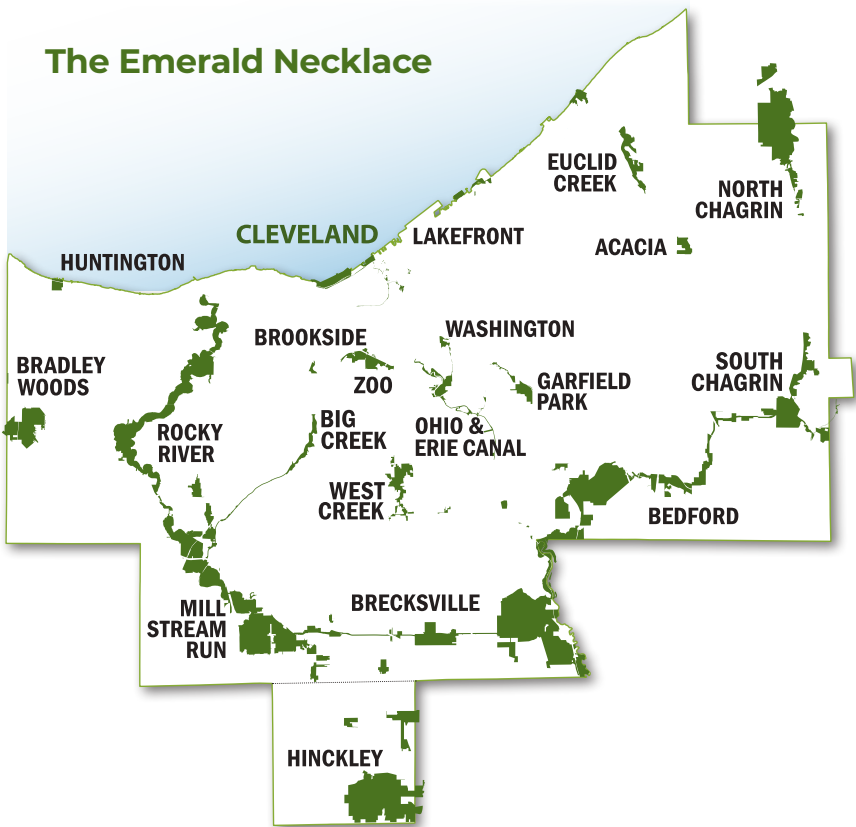 The Emerald Necklace
EUCLID
CREEK
NORTH
CHAGRIN
CLEVELAND
LAKEFRONT
ACACIA
HUNTINGTON
BROOKSIDE
WASHINGTON
BRADLEY
WOODS
ZOO
GARFIELD
PARK
SOUTH
CHAGRIN
ROCKY
RIVER
BIG
CREEK
OHIO &
ERIE CANAL
WEST
CREEK
BEDFORD
MILL
STREAM
RUN
BRECKSVILLE
HINCKLEY